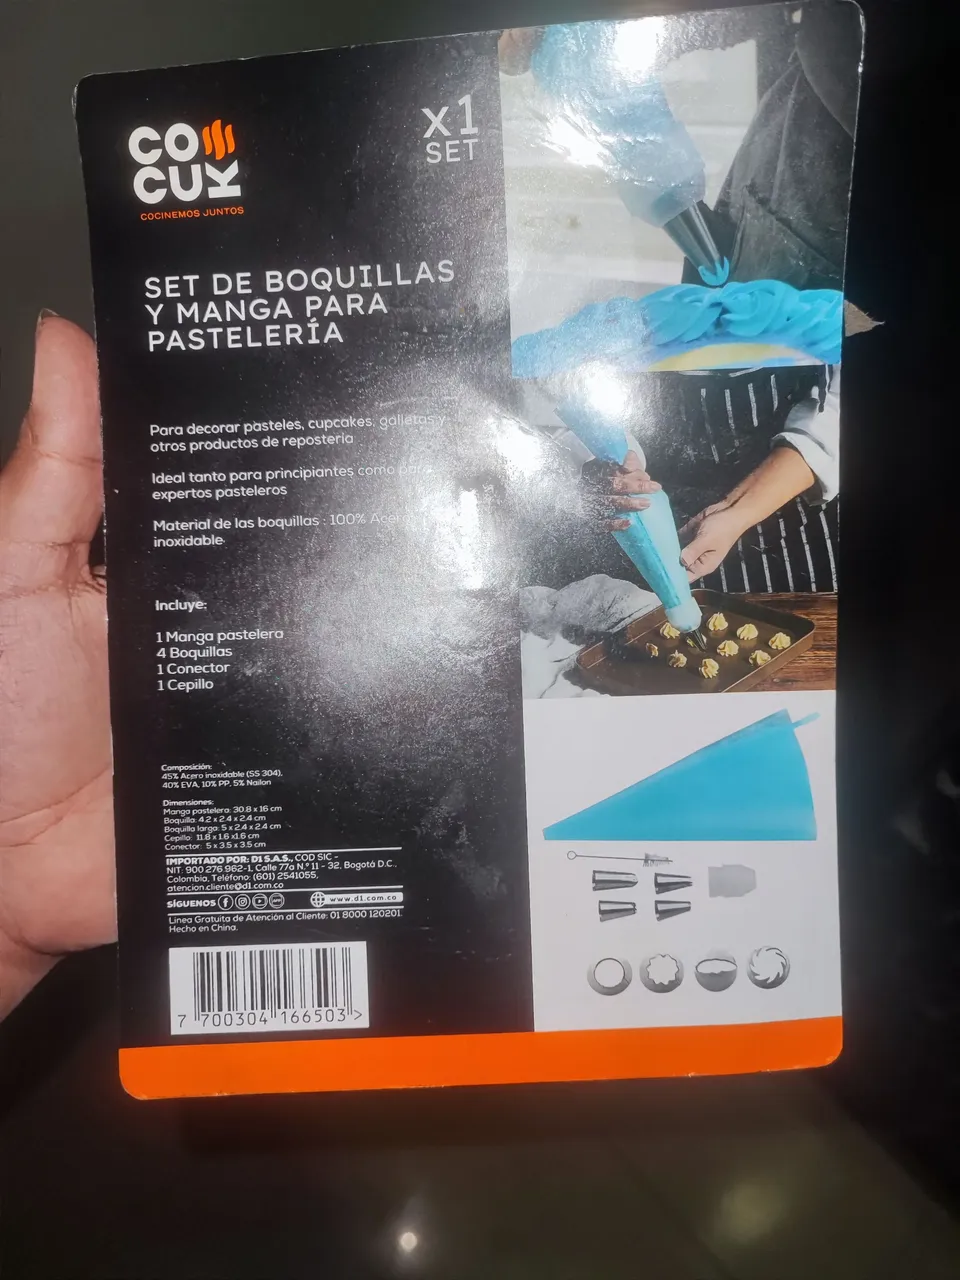 CO
CUK
COCINEMOS JUNTOS
x1
SET
SET DE BOQUILLAS
Y MANGA PARA
PASTELERÍA
Para decorar pasteles, cupcakes, galletas y
otros productos de reposteria
Ideal tanto para principiantes como para
expertos pasteleros
Material de las boquillas : 100% Acero
inoxidable
Incluye:
1 Manga pastelera
4 Boquillas
1 Conector
1 Cepillo
Composición:
45% Acero inoxidable (SS 304),
40% EVA, 10% PP, 5% Nailon
Dimensiones:
Manga pastelera: 30.8 x 16 cm
Boquilla: 4.2 x 2.4 x 2.4 cm
Boquilla larga: 5 x 2.4 x 2.4 cm
Cepillo: 11.8 x 1.6 x1.6 cm
Conector: 5 x 3.5 x 3.5 cm
IMPORTADO POR: D1 S.A.S., COD SIC -
NIT: 900 276 962-1, Calle 77a N.° 11 - 32, Bogotá D.C.,
Colombia, Teléfono: (601) 2541055,
atencion.cliente@d1.com.co
SÍGUENOS www.d1.com.co
Línea Gratuita de Atención al Cliente: 01 8000 120201
Hecho en China.
7 700304 166503 >